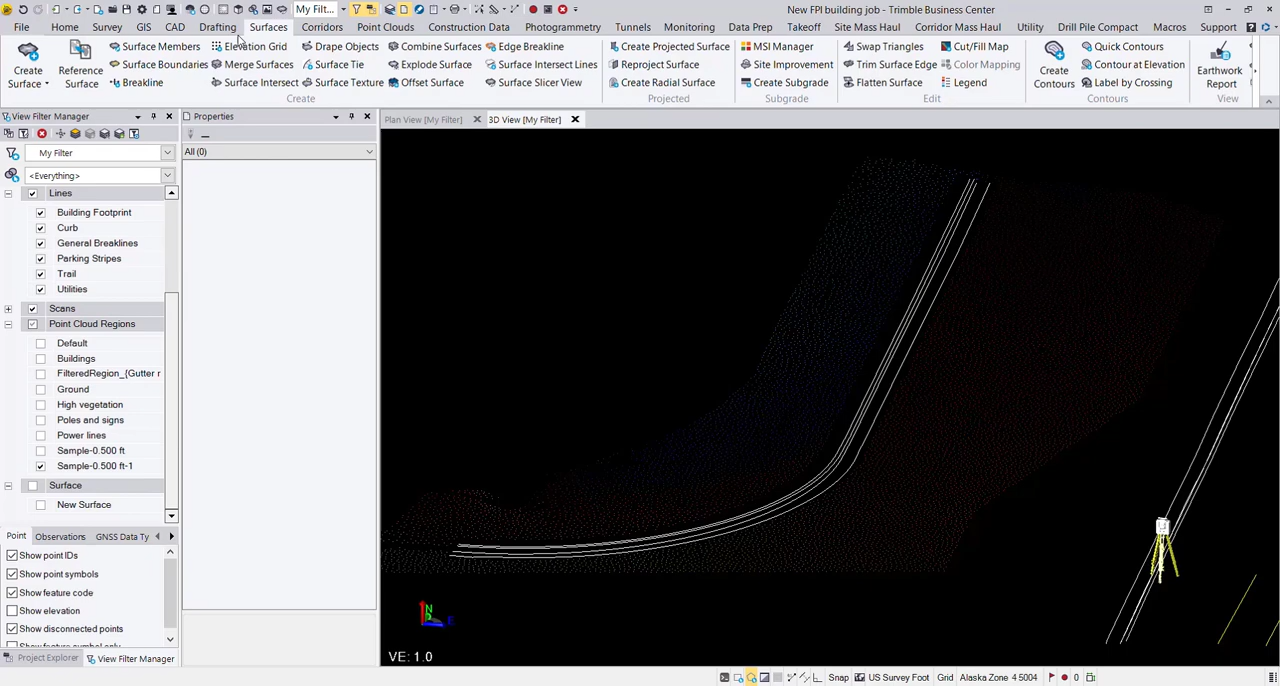 My Filt...
New FPI building job - Trimble Business Center
File Home Survey GIS CAD Drafting Surfaces Corridors Point Clouds Construction Data Photogrammetry Tunnels Monitoring Data Prep Takeoff Site Mass Haul Corridor Mass Haul Utility Drill Pile Compact Macros Support
Surface Members Elevation Grid Drape Objects Combine Surfaces Edge Breakline Create Projected Surface MSI Manager Swap Triangles Cut/Fill Map Quick Contours
Surface Boundaries Merge Surfaces Surface Tie Explode Surface Surface Intersect Lines Reproject Surface Site Improvement Trim Surface Edge Color Mapping Contour at Elevation
Create Surface Reference Surface Breakline Surface Intersect Surface Texture Offset Surface Surface Slicer View Create Radial Surface Create Subgrade Flatten Surface Legend Create Contours Label by Crossing Earthwork Report
Create Projected Subgrade Edit Contours View
View Filter Manager Properties Plan View [My Filter] 3D View [My Filter]
My Filter All (0)
<Everything>
Lines
Building Footprint
Curb
General Breaklines
Parking Stripes
Trail
Utilities
Scans
Point Cloud Regions
Default
Buildings
FilteredRegion_{Gutter r
Ground
High vegetation
Poles and signs
Power lines
Sample-0.500 ft
Sample-0.500 ft-1
Surface
New Surface
Point Observations GNSS Data Ty
Show point IDs
Show point symbols
Show feature code
Show elevation
Show disconnected points
Show feature symbol only
N
E
VE: 1.0
Project Explorer View Filter Manager
Snap US Survey Foot Grid Alaska Zone 4 5004 0